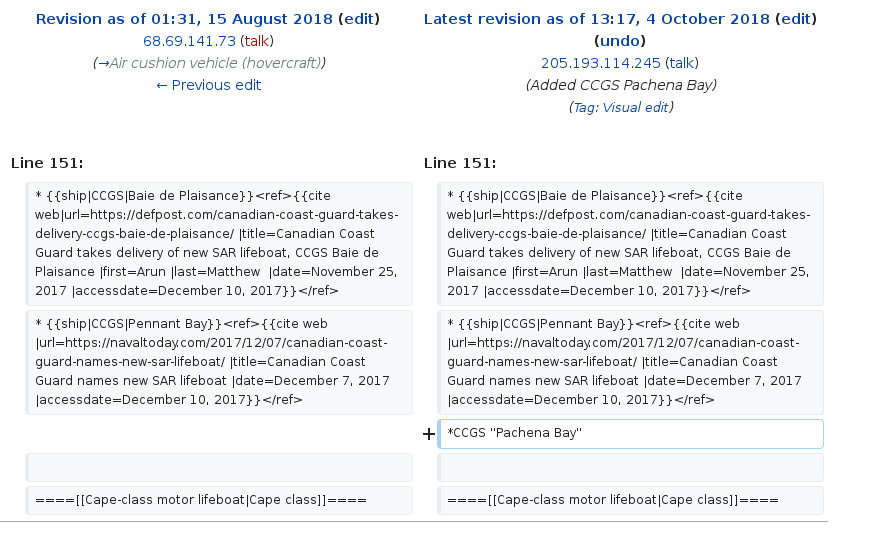 Revision as of 01:31, 15 August 2018 (edit)
68.69.141.73 (talk)
(→Air cushion vehicle (hovercraft))
← Previous edit
Latest revision as of 13:17, 4 October 2018 (edit)
(undo)
205.193.114.245 (talk)
(Added CCGS Pachena Bay)
(Tag: Visual edit)
Line 151:
* {{ship|CCGS|Baie de Plaisance}}<ref>{{cite
web|url=https://defpost.com/canadian-coast-guard-takes-
delivery-ccgs-baie-de-plaisance/ |title=Canadian Coast
Guard takes delivery of new SAR lifeboat, CCGS Baie de
Plaisance |first=Arun |last=Matthew  |date=November 25,
2017 |accessdate=December 10, 2017}}</ref>
* {{ship|CCGS|Pennant Bay}}<ref>{{cite web
|url=https://navaltoday.com/2017/12/07/canadian-coast-
guard-names-new-sar-lifeboat/ |title=Canadian Coast
Guard names new SAR lifeboat |date=December 7, 2017
|accessdate=December 10, 2017}}</ref>
====[[Cape-class motor lifeboat|Cape class]]====
Line 151:
* {{ship|CCGS|Baie de Plaisance}}<ref>{{cite
web|url=https://defpost.com/canadian-coast-guard-takes-
delivery-ccgs-baie-de-plaisance/ |title=Canadian Coast
Guard takes delivery of new SAR lifeboat, CCGS Baie de
Plaisance |first=Arun |last=Matthew  |date=November 25,
2017 |accessdate=December 10, 2017}}</ref>
* {{ship|CCGS|Pennant Bay}}<ref>{{cite web
|url=https://navaltoday.com/2017/12/07/canadian-coast-
guard-names-new-sar-lifeboat/ |title=Canadian Coast
Guard names new SAR lifeboat |date=December 7, 2017
|accessdate=December 10, 2017}}</ref>
+ *CCGS ''Pachena Bay''
====[[Cape-class motor lifeboat|Cape class]]====